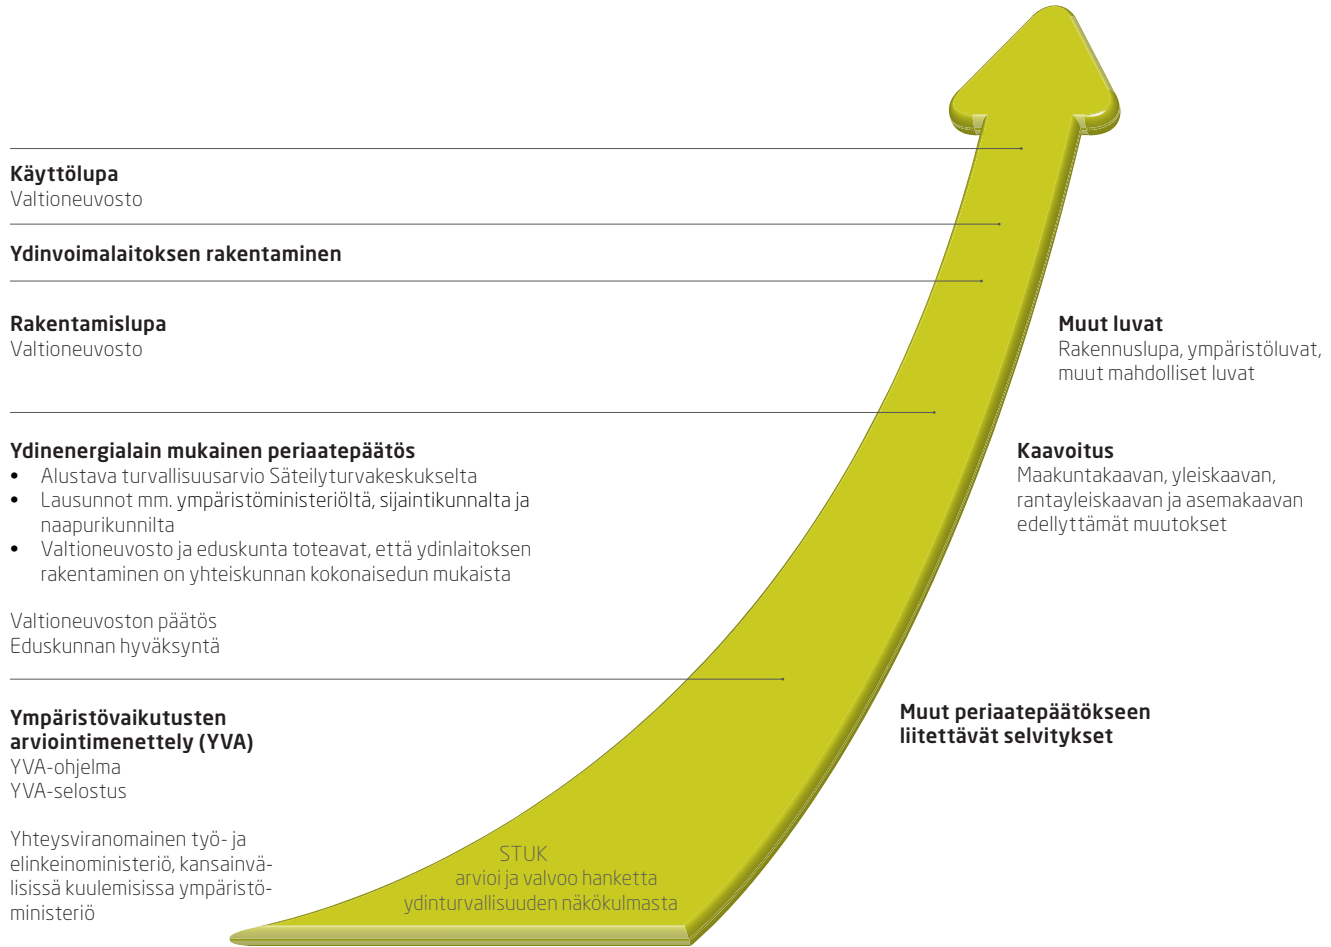 Käyttölupa
Valtioneuvosto
Ydinvoimalaitoksen rakentaminen
Rakentamislupa
Valtioneuvosto
Muut luvat
Rakennuslupa, ympäristöluvat,
muut mahdolliset luvat
Ydinenergialain mukainen periaatepäätös
• Alustava turvallisuusarvio Säteilyturvakeskukselta
• Lausunnot mm. ympäristöministeriöltä, sijaintikunnalta ja
naapurikunnilta
• Valtioneuvosto ja eduskunta toteavat, että ydinlaitoksen
rakentaminen on yhteiskunnan kokonaisedun mukaista
Valtioneuvoston päätös
Eduskunnan hyväksyntä
Kaavoitus
Maakuntakaavan, yleiskaavan,
rantayleiskaavan ja asemakaavan
edellyttämät muutokset
Ympäristövaikutusten
arviointimenettely (YVA)
YVA-ohjelma
YVA-selostus
Yhteysviranomainen työ- ja
elinkeinoministeriö, kansainvä-
lisissä kuulemisissa ympäristö-
ministeriö
Muut periaatepäätökseen
liitettävät selvitykset
STUK
arvioi ja valvoo hanketta
ydinturvallisuuden näkökulmasta